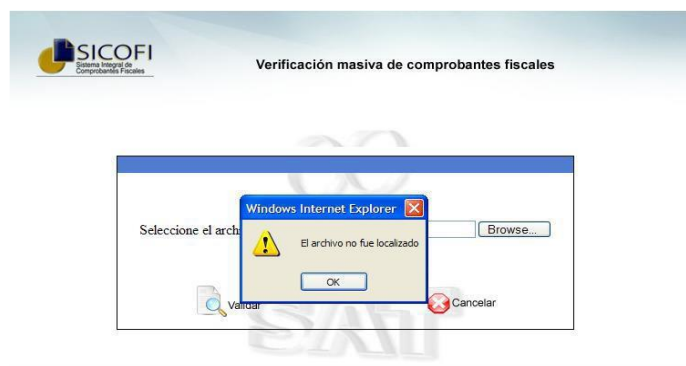 SICOFI
Sistema Integral de
Comprobantes Fiscales
Verificación masiva de comprobantes fiscales
Windows Internet Explorer
Seleccione el arch
Browse...
El archivo no fue localizado
OK
Validar
Cancelar
SAT